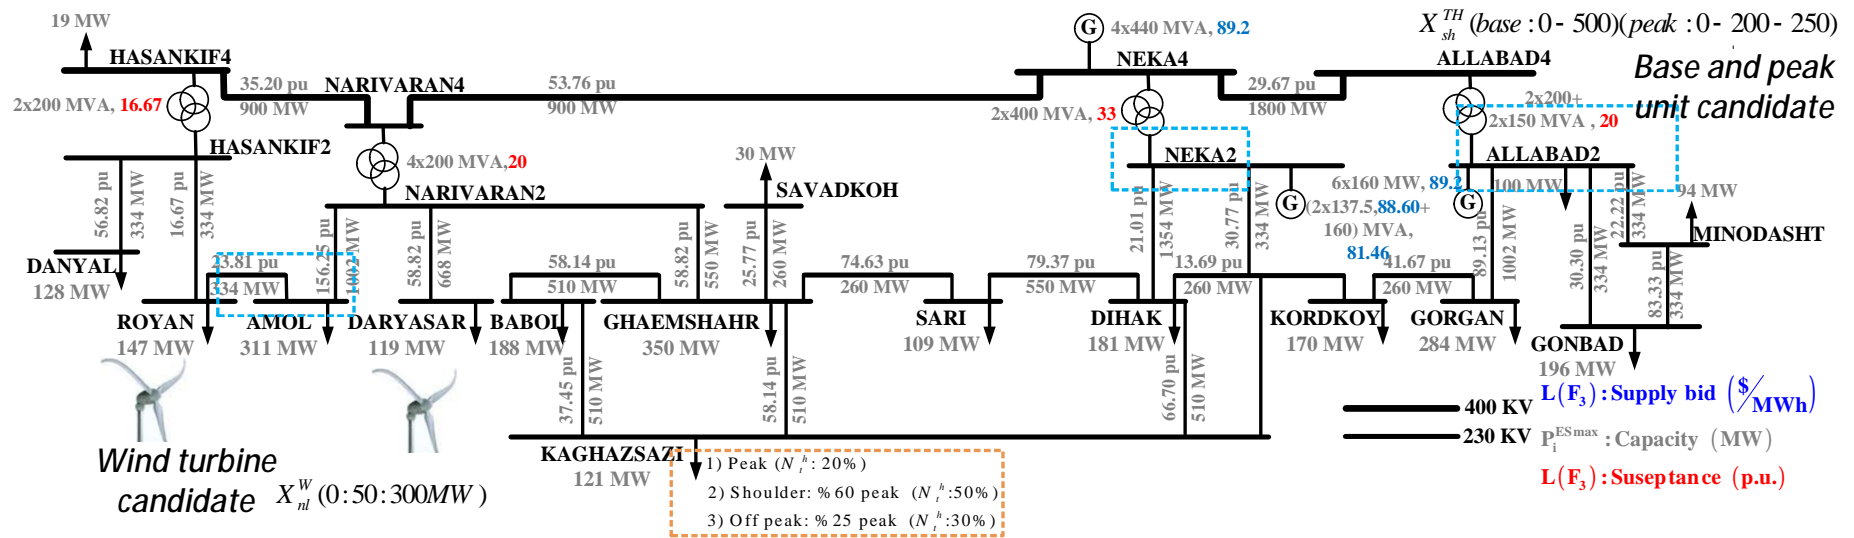 19 MW
HASANKIF4
2x200 MVA, 16.67
35.20 pu
900 MW
NARIVARAN4
53.76 pu
900 MW
G
4x440 MVA, 89.2
NEKA4
2x400 MVA, 33
29.67 pu
1800 MW
ALLABAD4
X_sh^TH (base : 0 - 500)(peak : 0 - 200 - 250)
Base and peak
unit candidate
2x200+
2x150 MVA , 20
HASANKIF2
4x200 MVA,20
NARIVARAN2
30 MW
SAVADKOH
NEKA2
ALLABAD2
6x160 MW, 89.2
G
(2x137.5,88.60+
160) MVA,
81.46
G
100 MW
94 MW
MINODASHT
56.82 pu
334 MW
16.67 pu
334 MW
156.25 pu
1002 MW
58.82 pu
668 MW
58.82 pu
550 MW
25.77 pu
260 MW
21.01 pu
1354 MW
30.77 pu
334 MW
89.13 pu
1002 MW
30.30 pu
334 MW
22.22 pu
334 MW
83.33 pu
334 MW
DANYAL
128 MW
23.81 pu
334 MW
58.14 pu
510 MW
74.63 pu
260 MW
79.37 pu
550 MW
13.69 pu
260 MW
41.67 pu
260 MW
ROYAN
147 MW
AMOL
311 MW
DARYASAR
119 MW
BABOL
188 MW
GHAEMSHAHR
350 MW
SARI
109 MW
DIHAK
181 MW
KORDKOY
170 MW
GORGAN
284 MW
GONBAD
196 MW
37.45 pu
510 MW
58.14 pu
510 MW
66.70 pu
510 MW
KAGHAZSAZI
121 MW
Wind turbine
candidate X_nl^W (0 : 50 : 300MW )
1) Peak (N_t^h : 20%)
2) Shoulder: %60 peak (N_t^h :50%)
3) Off peak: %25 peak (N_t^h :30%)
400 KV
230 KV
L(F₃) : Supply bid ($/MWh)
P_i^ESmax : Capacity (MW)
L(F₃) : Suseptance (p.u.)